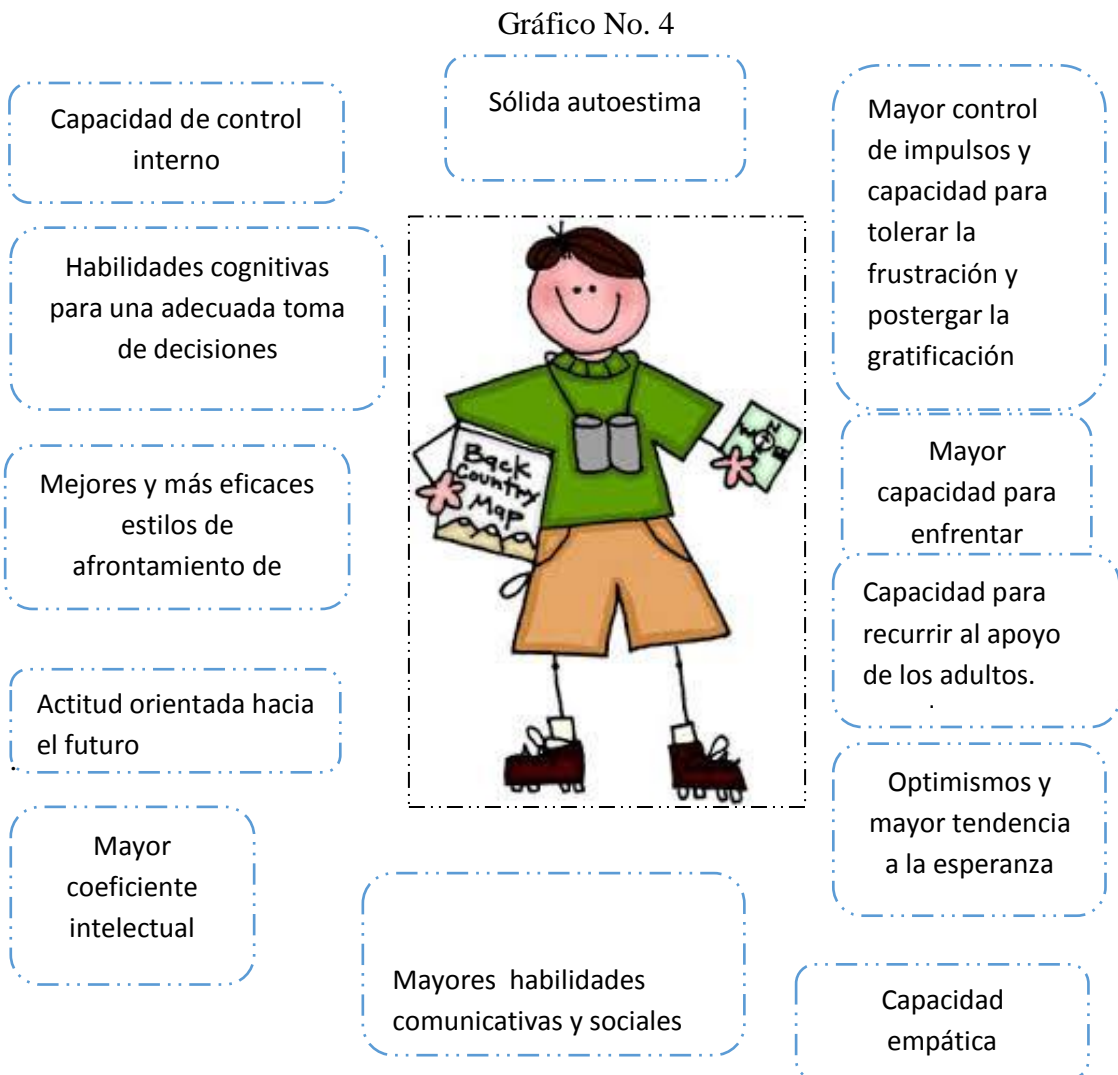 Gráfico No. 4
Capacidad de control
interno
Sólida autoestima
Mayor control
de impulsos y
capacidad para
tolerar la
frustración y
postergar la
gratificación
Habilidades cognitivas
para una adecuada toma
de decisiones
Mejores y más eficaces
estilos de
afrontamiento de
Back
Country
Map
N
W
Mayor
capacidad para
enfrentar
Capacidad para
recurrir al apoyo
de los adultos.
.
Actitud orientada hacia
el futuro
.
Optimismos y
mayor tendencia
a la esperanza
Mayor
coeficiente
intelectual
Mayores habilidades
comunicativas y sociales
Capacidad
empática